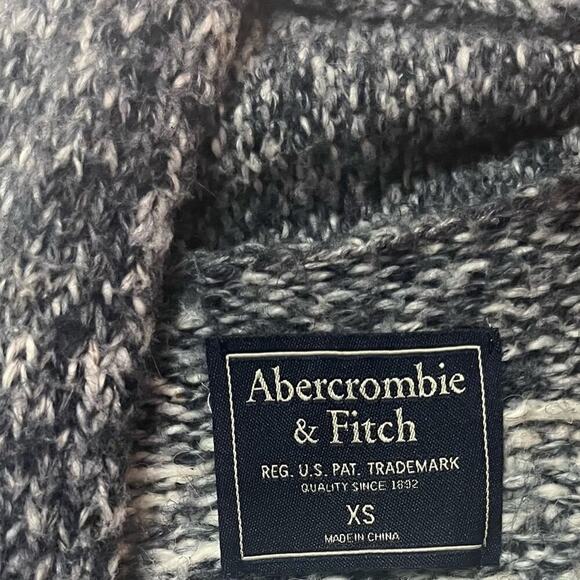 Abercrombie
& Fitch
REG. U.S. PAT. TRADEMARK
QUALITY SINCE 1892
XS
MADE IN CHINA